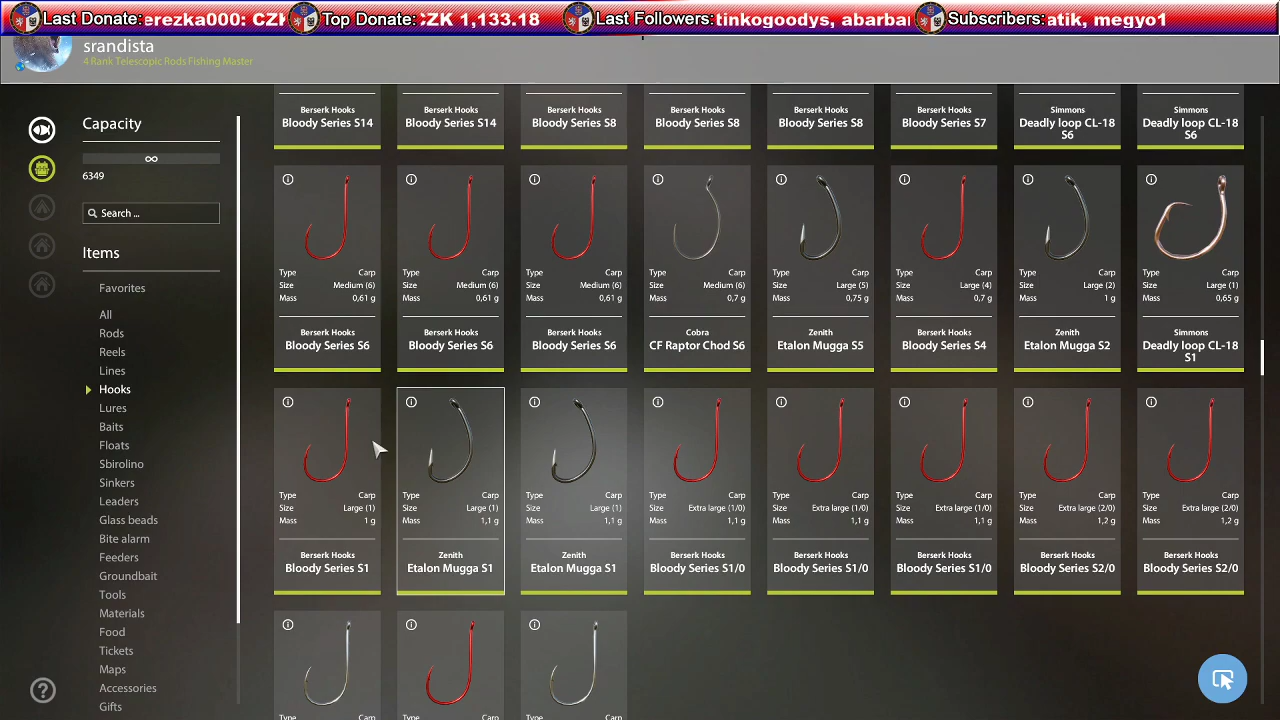 Last Donate: erezka000: CZK
Top Donate: CZK 1,133.18
Last Followers: tinkogoodys, abarbar
Subscribers: atik, megyo1
srandista
4 Rank Telescopic Rods Fishing Master
Capacity
∞
6349
Search ...
Items
Favorites
All
Rods
Reels
Lines
Hooks
Lures
Baits
Floats
Sbirolino
Sinkers
Leaders
Glass beads
Bite alarm
Feeders
Groundbait
Tools
Materials
Food
Tickets
Maps
Accessories
Gifts
Berserk Hooks
Bloody Series S14
Berserk Hooks
Bloody Series S14
Berserk Hooks
Bloody Series S8
Berserk Hooks
Bloody Series S8
Berserk Hooks
Bloody Series S8
Berserk Hooks
Bloody Series S7
Simmons
Deadly loop CL-18
S6
Simmons
Deadly loop CL-18
S6
Type Carp
Size Medium (6)
Mass 0,61 g
Berserk Hooks
Bloody Series S6
Type Carp
Size Medium (6)
Mass 0,61 g
Berserk Hooks
Bloody Series S6
Type Carp
Size Medium (6)
Mass 0,61 g
Berserk Hooks
Bloody Series S6
Type Carp
Size Medium (6)
Mass 0,7 g
Cobra
CF Raptor Chod S6
Type Carp
Size Large (5)
Mass 0,75 g
Zenith
Etalon Mugga S5
Type Carp
Size Large (4)
Mass 0,7 g
Berserk Hooks
Bloody Series S4
Type Carp
Size Large (2)
Mass 1 g
Zenith
Etalon Mugga S2
Type Carp
Size Large (1)
Mass 0,65 g
Simmons
Deadly loop CL-18
S1
Type Carp
Size Large (1)
Mass 1 g
Berserk Hooks
Bloody Series S1
Type Carp
Size Large (1)
Mass 1,1 g
Zenith
Etalon Mugga S1
Type Carp
Size Large (1)
Mass 1,1 g
Zenith
Etalon Mugga S1
Type Carp
Size Extra large (1/0)
Mass 1,1 g
Berserk Hooks
Bloody Series S1/0
Type Carp
Size Extra large (1/0)
Mass 1,1 g
Berserk Hooks
Bloody Series S1/0
Type Carp
Size Extra large (1/0)
Mass 1,1 g
Berserk Hooks
Bloody Series S1/0
Type Carp
Size Extra large (2/0)
Mass 1,2 g
Berserk Hooks
Bloody Series S2/0
Type Carp
Size Extra large (2/0)
Mass 1,2 g
Berserk Hooks
Bloody Series S2/0
Type Carp
Type Carp
Type Carp
?